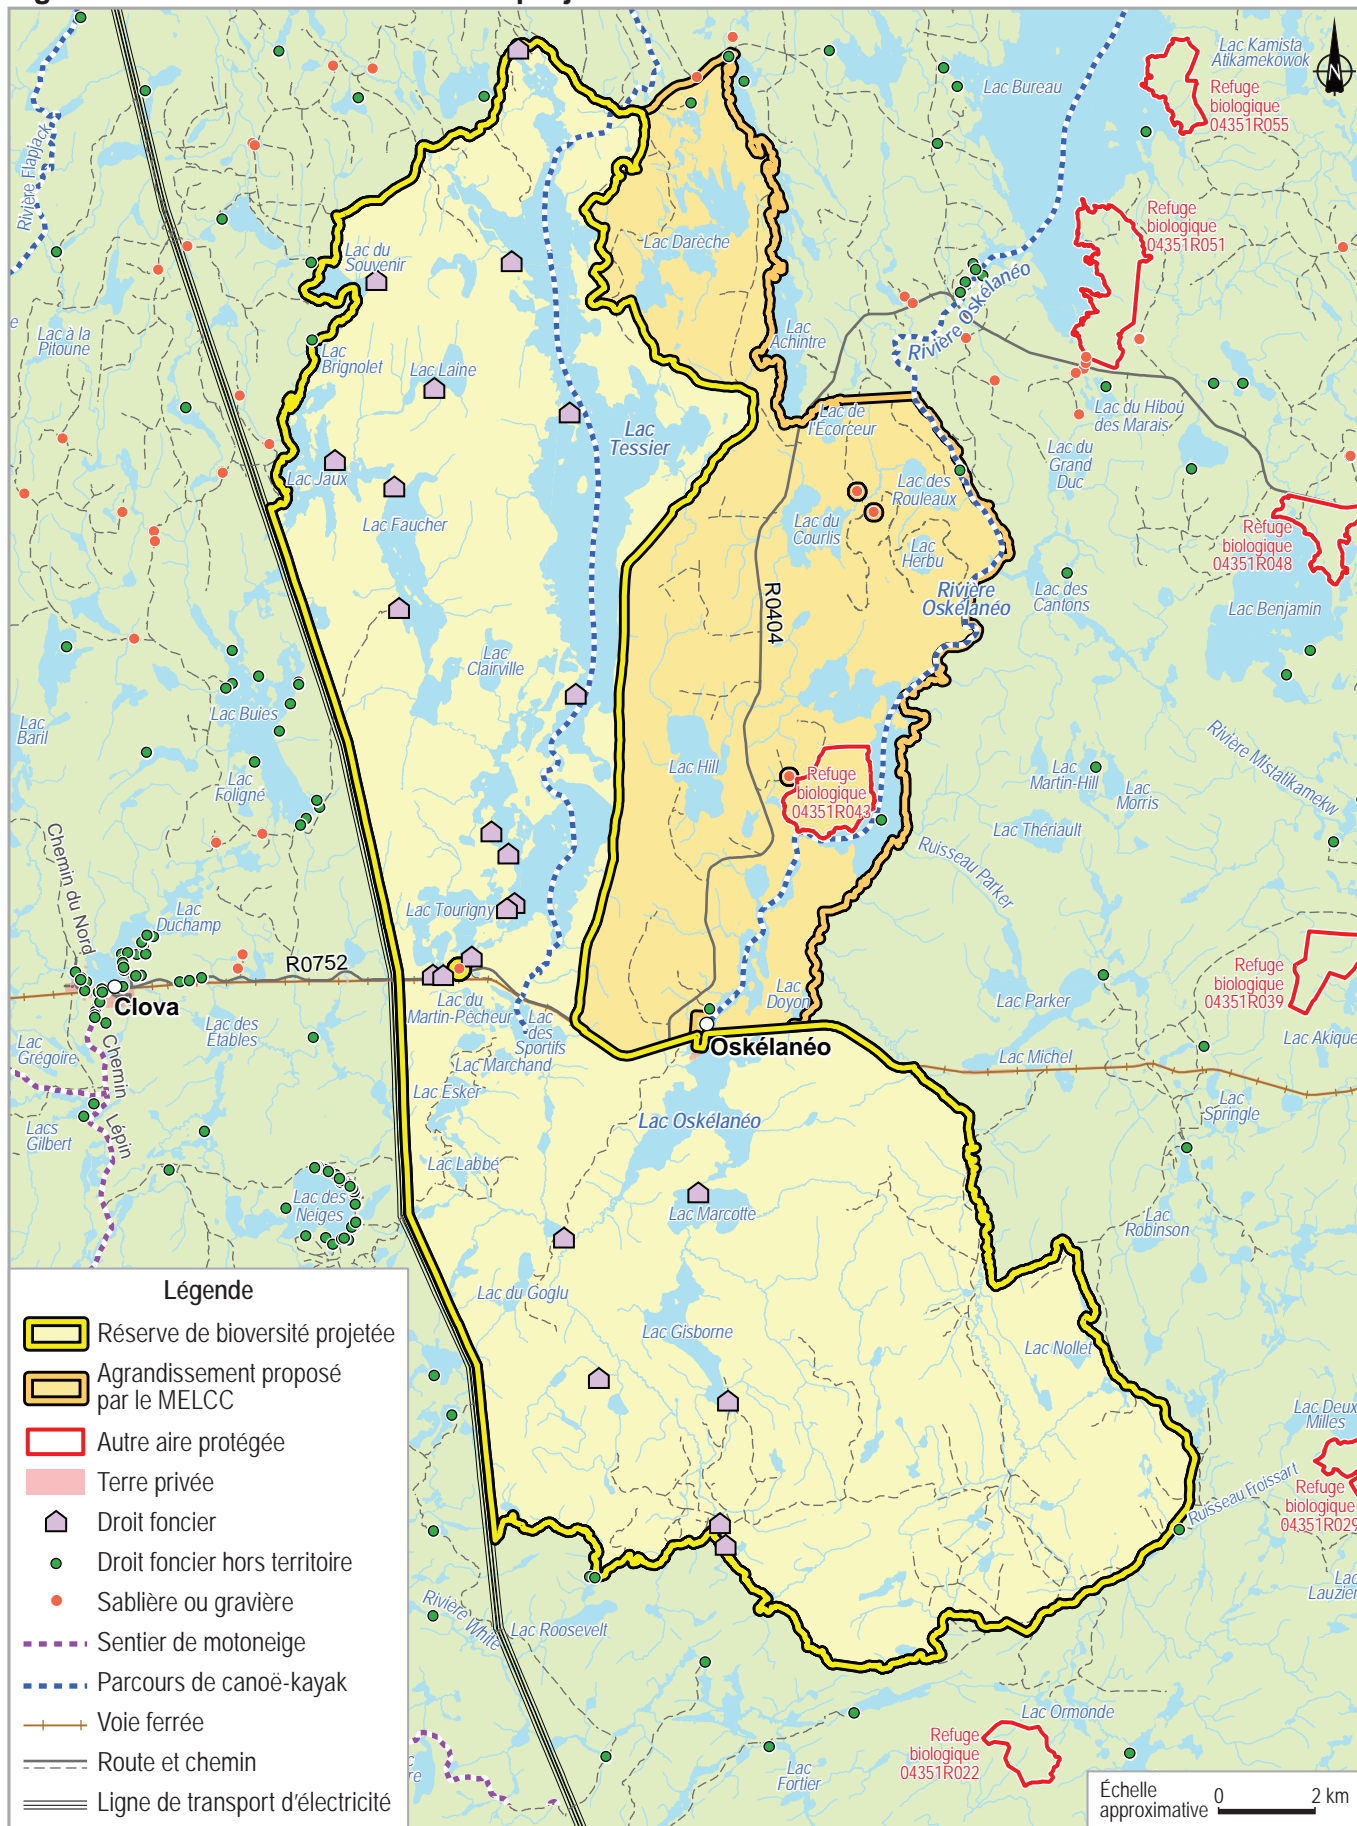 Lac Kamista
Atikamekowok
Lac Bureau
Refuge
biologique
04351R055
Rivière Flapjack
Refuge
biologique
04351R051
Lac Darèche
Lac du
Souvenir
Rivière Oskélanéo
Lac à la
Pitoune
Lac
Achintre
Lac
Brignolet
Lac Laine
Lac de
l'Écorceur
Lac du Hibou
des Marais
Lac
Tessier
Lac du
Grand
Duc
Lac Jaux
Lac des
Rouleaux
Lac Faucher
Lac du
Courlis
Refuge
biologique
04351R048
Lac
Herbu
Rivière
Oskélanéo
Lac des
Cantons
Lac Benjamin
R0404
Lac
Clairville
Lac Buies
Lac
Baril
Rivière Mistatikamekw
Lac Hill
Lac
Martin-Hill
Lac
Foligné
Refuge
biologique
04351R043
Lac
Morris
Lac Thériault
Chemin du Nord
Ruisseau Parker
Lac Tourigny
Lac
Duchamp
R0752
Refuge
biologique
04351R039
Clova
Lac du
Martin-Pêcheur
Lac
Doyon
Lac Parker
Lac des
Étables
Lac
des
Sportifs
Oskélanéo
Lac
Grégoire
Lac Akique
Lac Marchand
Lac Michel
Chemin
Lépin
Lac Esker
Lac
Springle
Lacs
Gilbert
Lac Oskélanéo
Lac Labbé
Lac des
Neiges
Lac Marcotte
Lac
Robinson
Lac du Goglu
Lac Gisborne
Lac Nollet
Lac Deux
Milles
Refuge
biologique
04351R029
Ruisseau Froissart
Lac
Lauzier
Rivière White
Lac Roosevelt
Lac Ormonde
Refuge
biologique
04351R022
Lac
Fortier
Légende
Réserve de bioversité projetée
Agrandissement proposé
par le MELCC
Autre aire protégée
Terre privée
Droit foncier
Droit foncier hors territoire
Sablière ou gravière
Sentier de motoneige
Parcours de canoë-kayak
Voie ferrée
Route et chemin
Ligne de transport d'électricité
Échelle
approximative
0 2 km
N